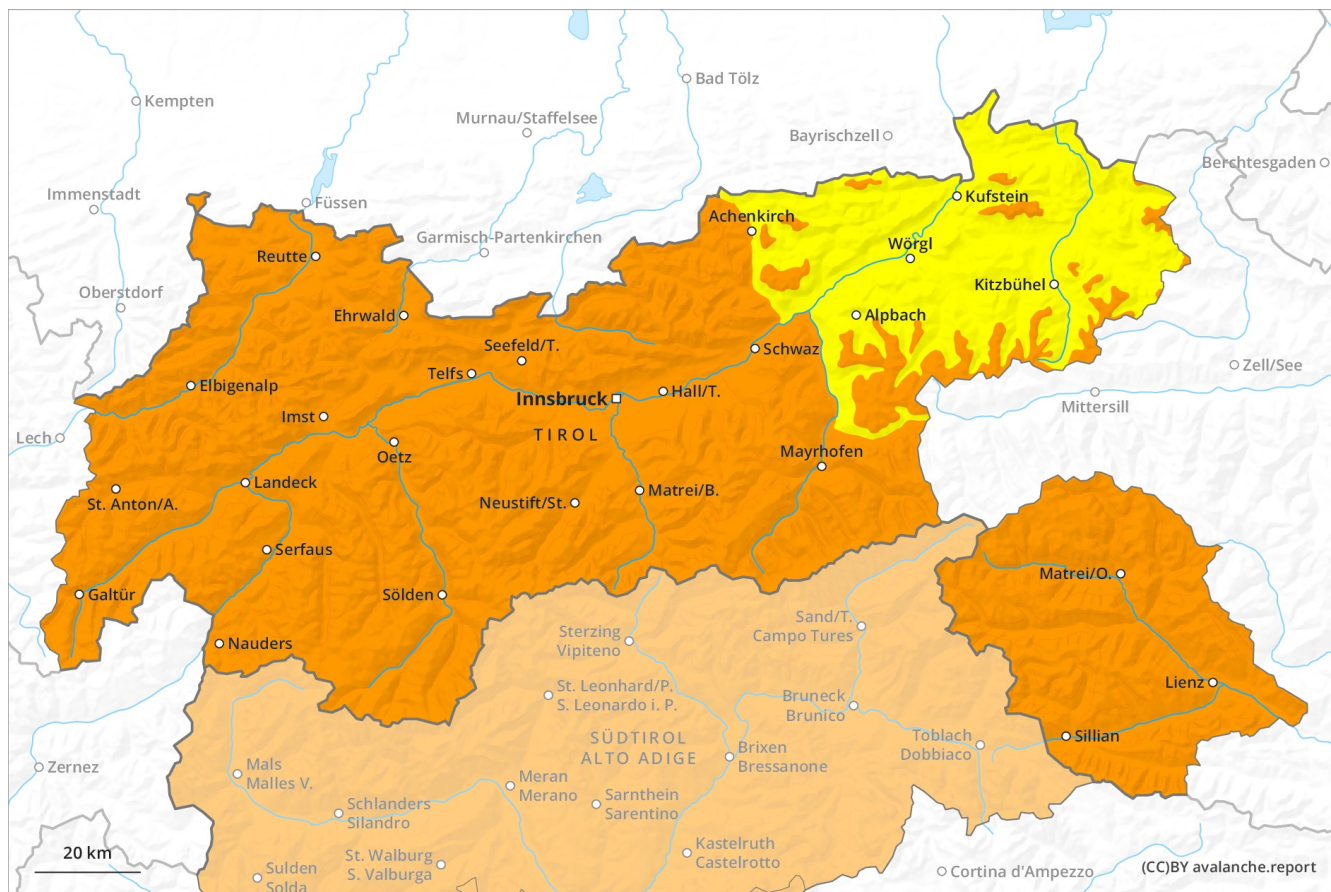 Bad Tölz
Kempten
Murnau/Staffelsee
Bayrischzell
Berchtesgaden
Immenstadt
Füssen
Kufstein
Achenkirch
Garmisch-Partenkirchen
Reutte
Wörgl
Kitzbühel
Oberstdorf
Ehrwald
Alpbach
Seefeld/T.
Schwaz
Zell/See
Telfs
Elbigenalp
Hall/T.
Innsbruck
Mittersill
Imst
TIROL
Lech
Oetz
Mayrhofen
Landeck
Matrei/B.
St. Anton/A.
Neustift/St.
Serfaus
Matrei/O.
Galtür
Sölden
Sand/T.
Campo Tures
Sterzing
Vipiteno
Nauders
Lienz
St. Leonhard/P.
S. Leonardo i. P.
Bruneck
Brunico
SÜDTIROL
ALTO ADIGE
Toblach
Dobbiaco
Sillian
Brixen
Bressanone
Zernez
Mals
Malles V.
Meran
Merano
Sarnthein
Sarentino
Schlanders
Silandro
20 km
Kastelruth
Castelrotto
St. Walburg
S. Valburga
Sulden
Solda
Cortina d'Ampezzo
(CC)BY avalanche.report